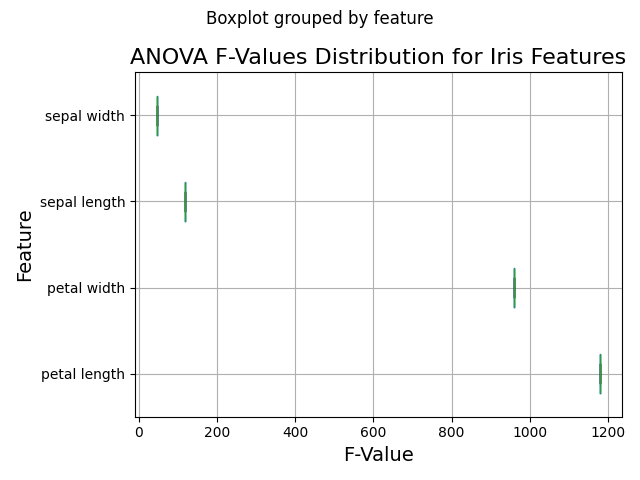 Boxplot grouped by feature
ANOVA F-Values Distribution for Iris Features
sepal width
sepal length
petal width
petal length
Feature
0 200 400 600 800 1000 1200
F-Value